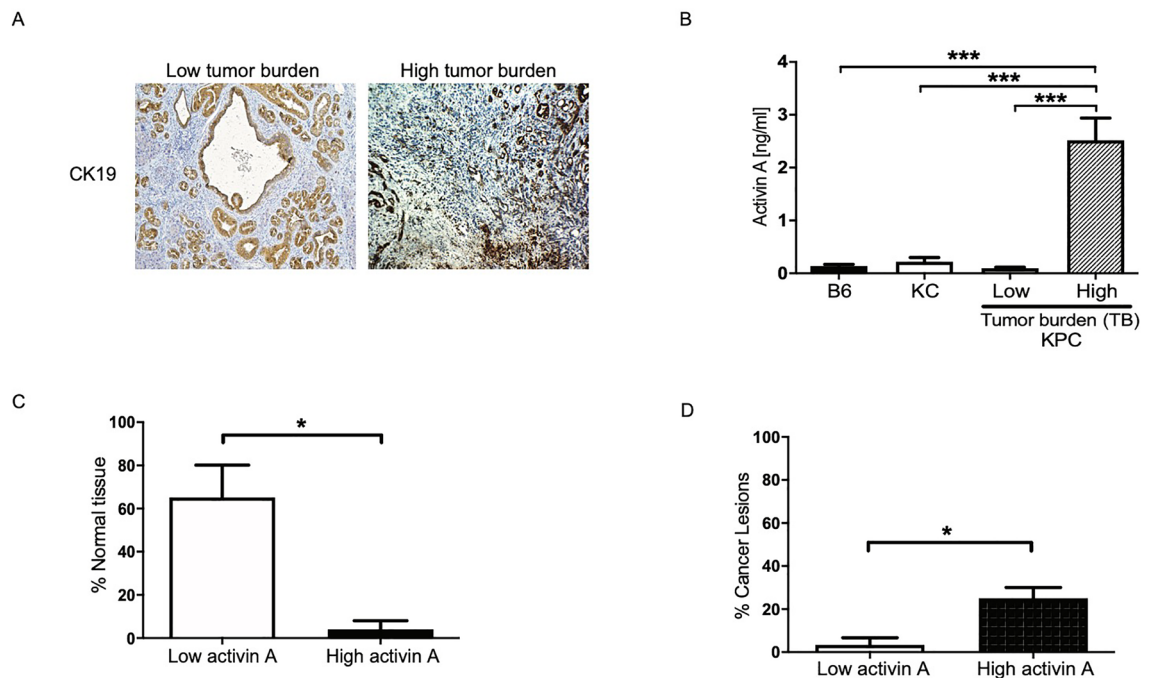 A
Low tumor burden
High tumor burden
CK19
B
***
***
***
Activin A [ng/ml]
4
3
2
1
0
B6
KC
Low
High
Tumor burden (TB)
KPC
C
*
% Normal tissue
100
80
60
40
20
0
Low activin A
High activin A
D
*
% Cancer Lesions
100
80
60
40
20
0
Low activin A
High activin A